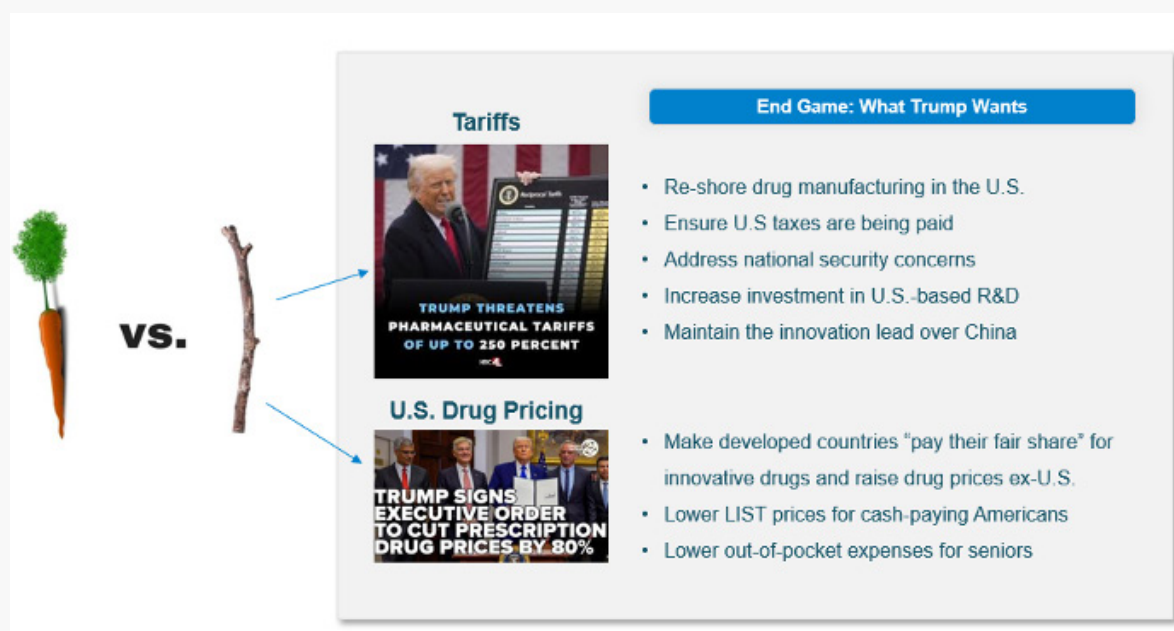 vs.
Tariffs
Reciprocal Tariffs
TRUMP THREATENS
PHARMACEUTICAL TARIFFS
OF UP TO 250 PERCENT
NBC 4
U.S. Drug Pricing
TRUMP SIGNS
EXECUTIVE ORDER
TO CUT PRESCRIPTION
DRUG PRICES BY 80%
End Game: What Trump Wants
• Re-shore drug manufacturing in the U.S.
• Ensure U.S taxes are being paid
• Address national security concerns
• Increase investment in U.S.-based R&D
• Maintain the innovation lead over China
• Make developed countries “pay their fair share” for
innovative drugs and raise drug prices ex-U.S.
• Lower LIST prices for cash-paying Americans
• Lower out-of-pocket expenses for seniors